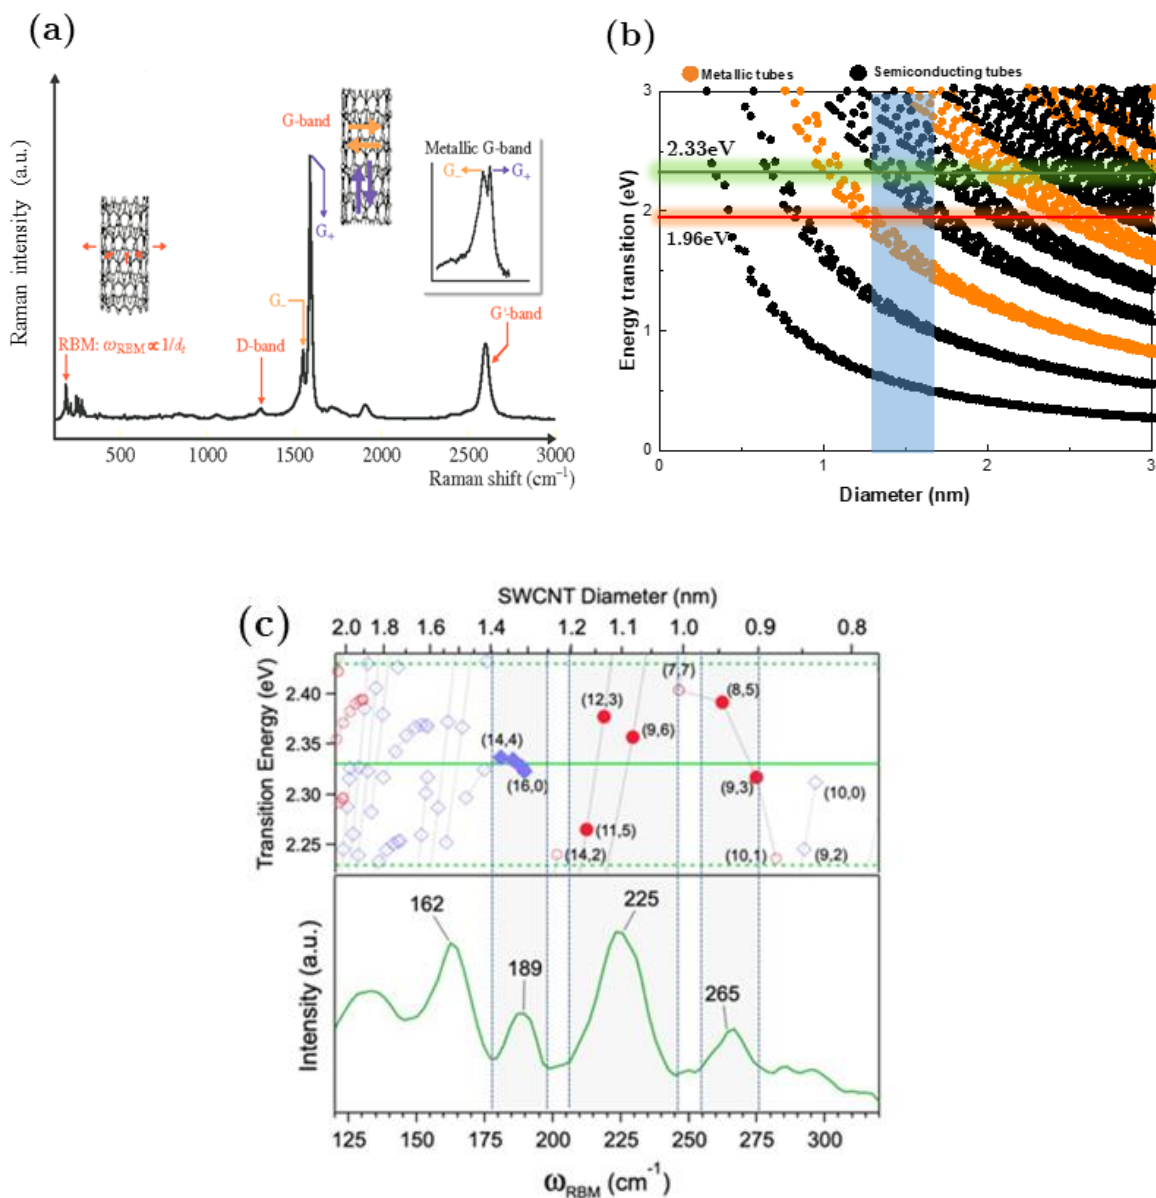 (a)
Raman intensity (a.u.)
G-band
G₊
Metallic G-band
G₋ G₊
G₋
G'-band
RBM: ω_RBM ∝ 1/d_t
D-band
500 1000 1500 2000 2500 3000
Raman shift (cm⁻¹)
(b)
Metallic tubes Semiconducting tubes
Energy transition (eV)
3
2.33eV
2
1.96eV
1
0
0 1 2 3
Diameter (nm)
(c)
SWCNT Diameter (nm)
2.0 1.8 1.6 1.4 1.2 1.1 1.0 0.9 0.8
Transition Energy (eV)
2.40
2.35
2.30
2.25
(7,7) (8,5)
(12,3)
(9,6)
(14,4)
(16,0) (9,3) (10,0)
(11,5)
(14,2) (10,1) (9,2)
Intensity (a.u.)
162 225
189
265
125 150 175 200 225 250 275 300
ω_RBM (cm⁻¹)